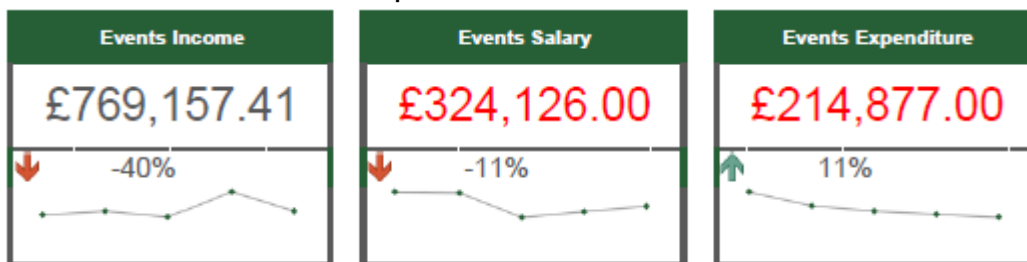 Events Income
£769,157.41
-40%
Events Salary
£324,126.00
-11%
Events Expenditure
£214,877.00
11%